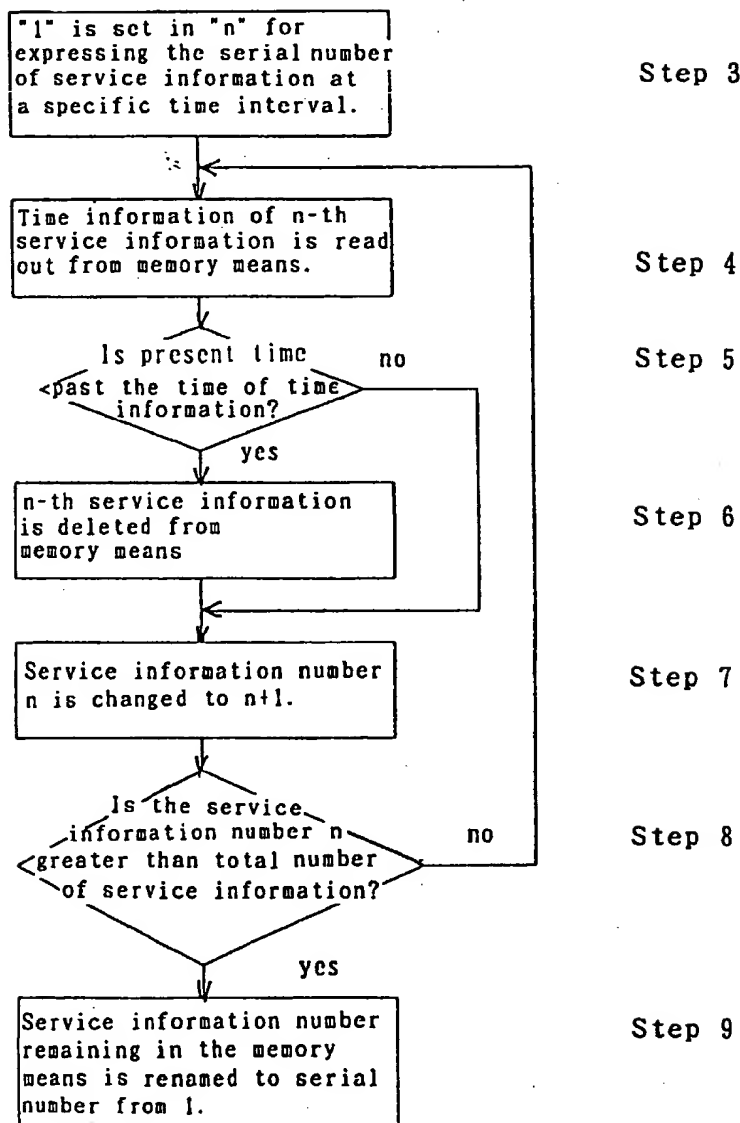 "1" is set in "n" for
expressing the serial number
of service information at
a specific time interval.
Step 3
Time information of n-th
service information is read
out from memory means.
Step 4
Is present time
past the time of time
information?
no
yes
Step 5
n-th service information
is deleted from
memory means
Step 6
Service information number
n is changed to n+1.
Step 7
Is the service
information number n
greater than total number
of service information?
no
yes
Step 8
Service information number
remaining in the memory
means is renamed to serial
number from 1.
Step 9